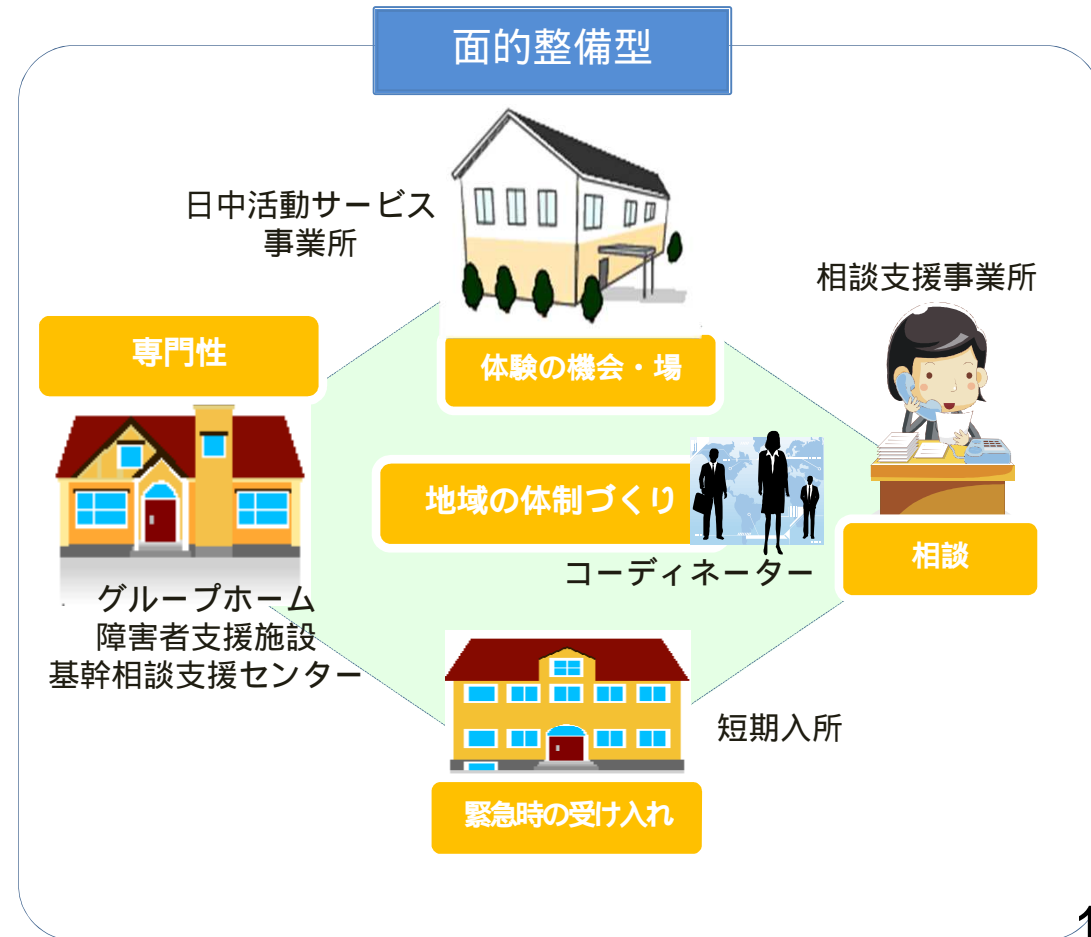 面的整備型
日中活動サービス
事業所
相談支援事業所
専門性
体験の機会・場
地域の体制づくり
コーディネーター
相談
グループホーム
障害者支援施設
基幹相談支援センター
短期入所
緊急時の受け入れ
1